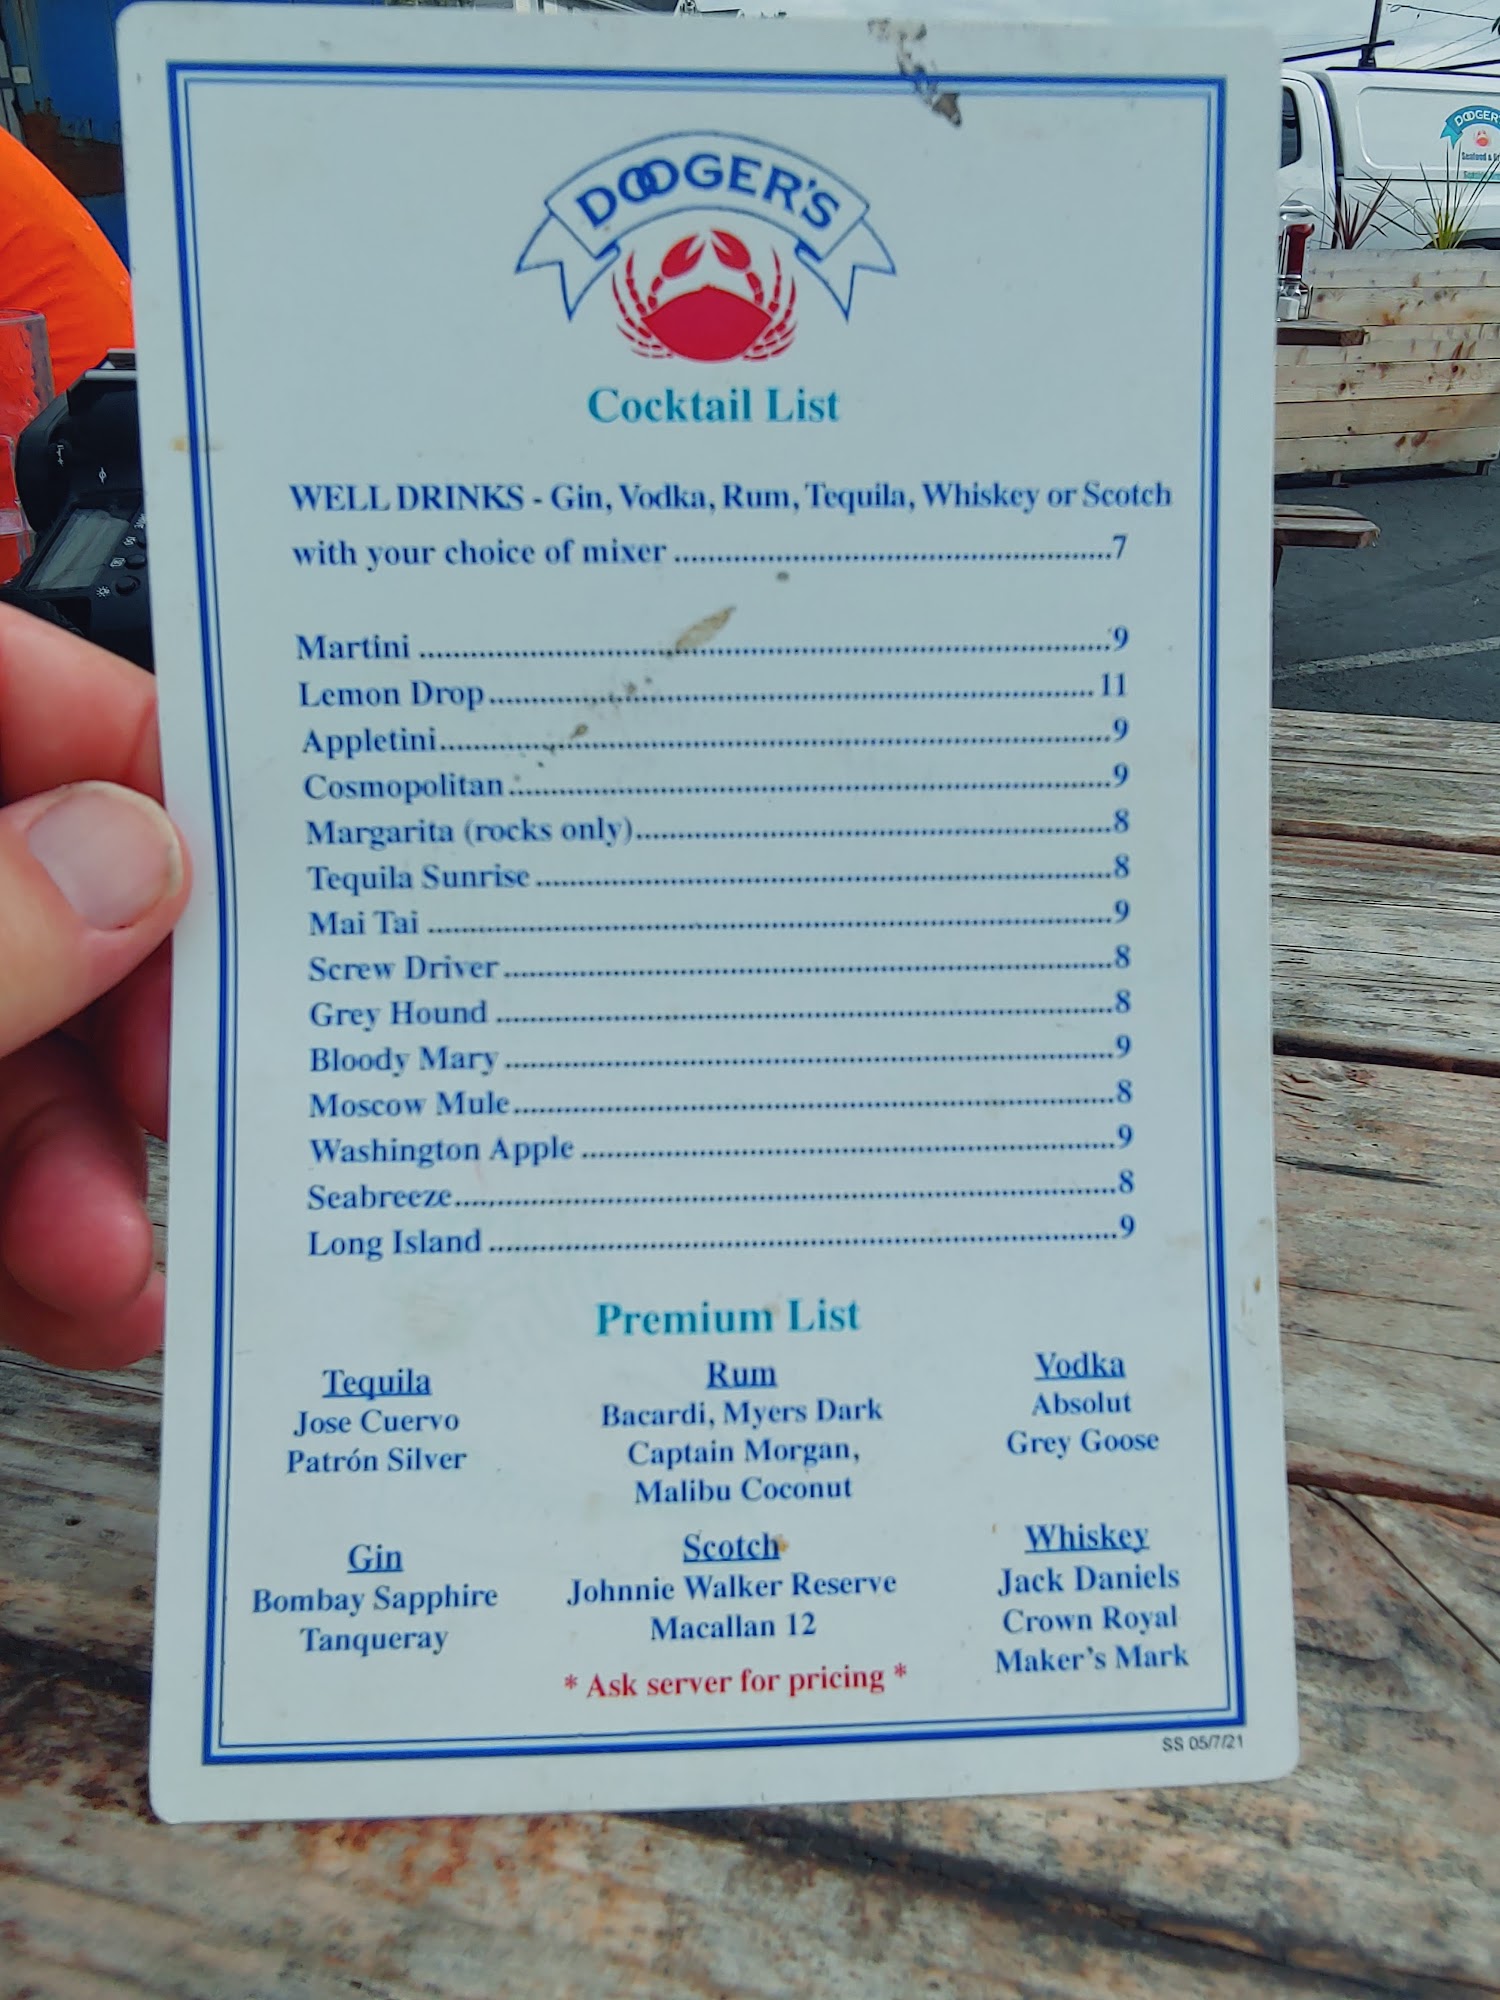 DOOGER'S
Cocktail List
WELL DRINKS - Gin, Vodka, Rum, Tequila, Whiskey or Scotch
with your choice of mixer ....................................................7
Martini ....................................................9
Lemon Drop....................................................11
Appletini....................................................9
Cosmopolitan....................................................9
Margarita (rocks only)....................................................8
Tequila Sunrise....................................................8
Mai Tai ....................................................9
Screw Driver....................................................8
Grey Hound ....................................................8
Bloody Mary....................................................9
Moscow Mule....................................................8
Washington Apple ....................................................9
Seabreeze....................................................8
Long Island ....................................................9
Premium List
Tequila
Jose Cuervo
Patrón Silver
Rum
Bacardi, Myers Dark
Captain Morgan,
Malibu Coconut
Vodka
Absolut
Grey Goose
Gin
Bombay Sapphire
Tanqueray
Scotch
Johnnie Walker Reserve
Macallan 12
Whiskey
Jack Daniels
Crown Royal
Maker's Mark
* Ask server for pricing *
SS 05/7/21
DOOGER'
Seafood &